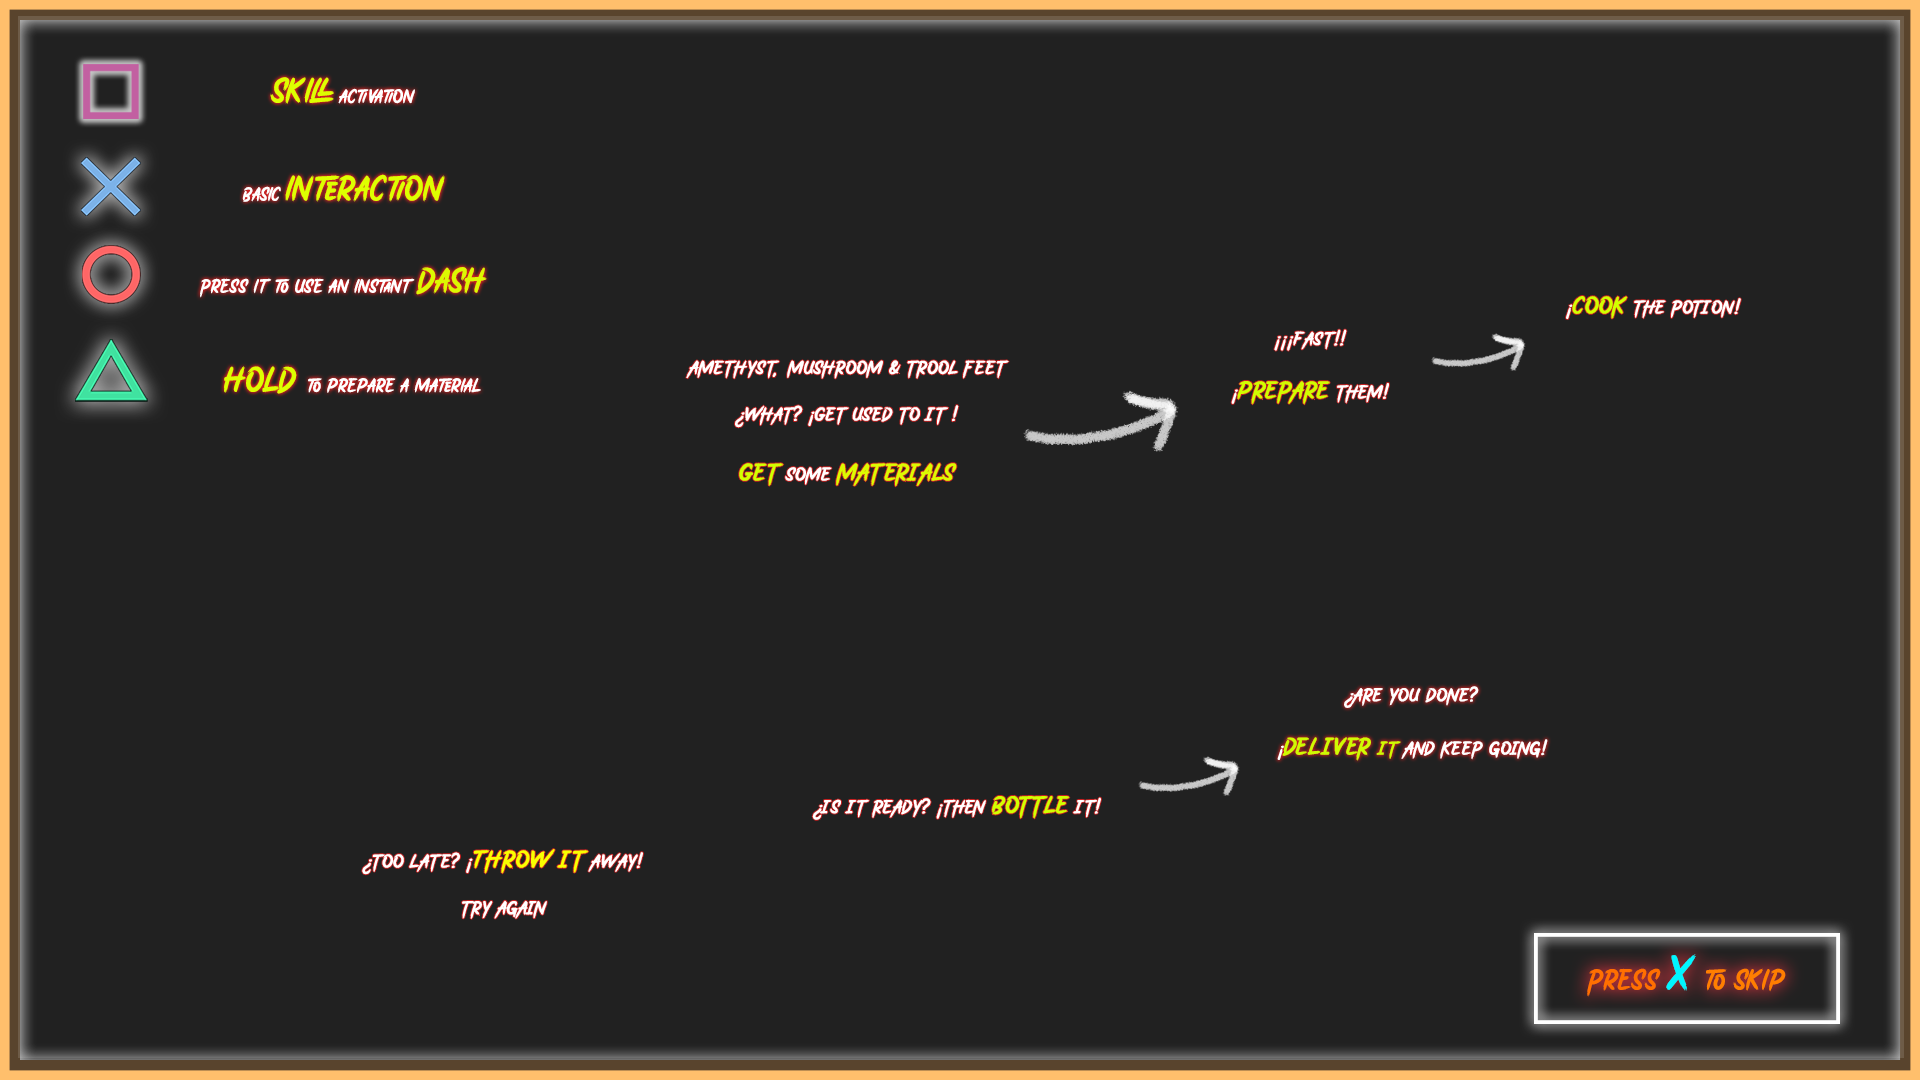 SKILL ACTIVATION
BASIC INTERACTION
PRESS IT TO USE AN INSTANT DASH
HOLD TO PREPARE A MATERIAL
AMETHYST, MUSHROOM & TROOL FEET
¿WHAT? ¡GET USED TO IT !
GET SOME MATERIALS
¡¡¡FAST!!
¡PREPARE THEM!
¡COOK THE POTION!
¿ARE YOU DONE?
¡DELIVER IT AND KEEP GOING!
¿IS IT READY? ¡THEN BOTTLE IT!
¿TOO LATE? ¡THROW IT AWAY!
TRY AGAIN
PRESS X TO SKIP